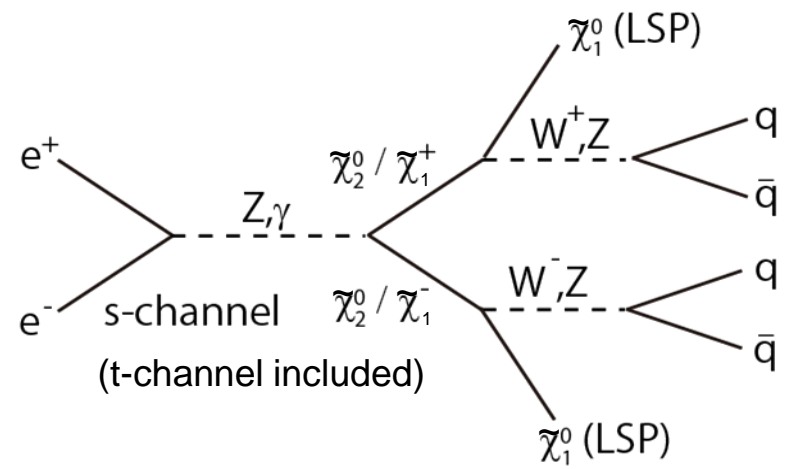 χ̃₁⁰ (LSP)
W⁺,Z
q
q̄
e⁺
χ̃₂⁰ / χ̃₁⁺
Z,γ
e⁻
s-channel
(t-channel included)
χ̃₂⁰ / χ̃₁⁻
W⁻,Z
q
q̄
χ̃₁⁰ (LSP)